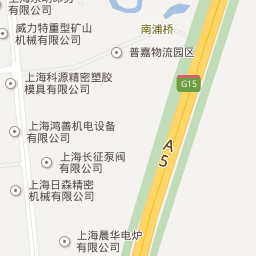 有限公司
威力特重型矿山
机械有限公司
南浦桥
普嘉物流园区
上海科源精密塑胶
模具有限公司
G15
上海鸿善机电设备
有限公司
A5
上海长征泵阀
有限公司
上海日森精密
机械有限公司
上海晨华电炉
有限公司